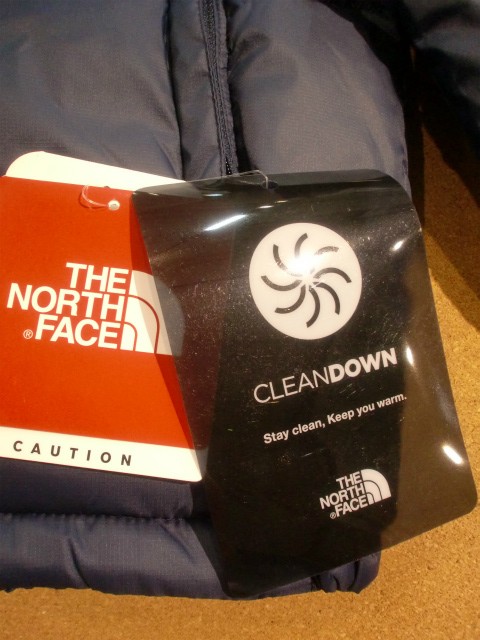 THE
NORTH
® FACE
CAUTION
CLEANDOWN
Stay clean, Keep you warm.
THE
NORTH
® FACE